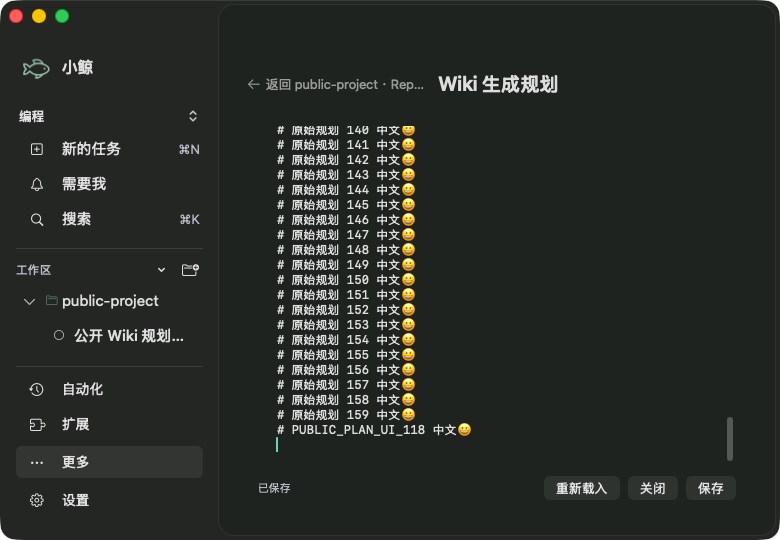 小鲸
编程
新的任务 ⌘N
需要我
搜索 ⌘K
工作区
public-project
公开 Wiki 规划...
自动化
扩展
更多
设置
← 返回 public-project · Rep... Wiki 生成规划
# 原始规划 140 中文😀
# 原始规划 141 中文😀
# 原始规划 142 中文😀
# 原始规划 143 中文😀
# 原始规划 144 中文😀
# 原始规划 145 中文😀
# 原始规划 146 中文😀
# 原始规划 147 中文😀
# 原始规划 148 中文😀
# 原始规划 149 中文😀
# 原始规划 150 中文😀
# 原始规划 151 中文😀
# 原始规划 152 中文😀
# 原始规划 153 中文😀
# 原始规划 154 中文😀
# 原始规划 155 中文😀
# 原始规划 156 中文😀
# 原始规划 157 中文😀
# 原始规划 158 中文😀
# 原始规划 159 中文😀
# PUBLIC_PLAN_UI_118 中文😀
已保存 重新载入 关闭 保存